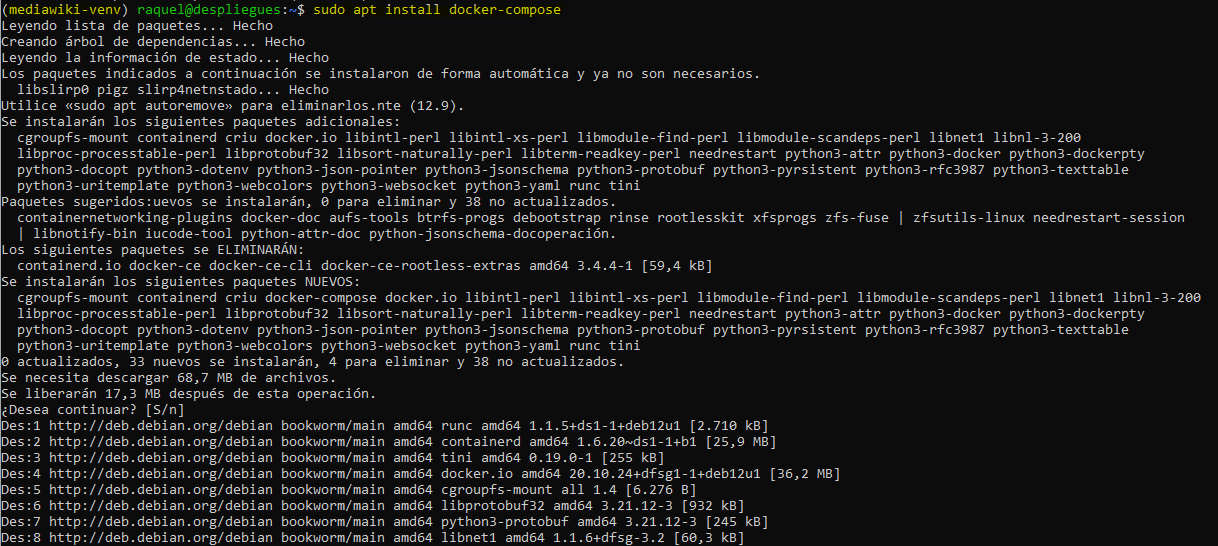 (mediawiki-venv) raquel@despliegues:~$ sudo apt install docker-compose
Leyendo lista de paquetes... Hecho
Creando árbol de dependencias... Hecho
Leyendo la información de estado... Hecho
Los paquetes indicados a continuación se instalaron de forma automática y ya no son necesarios.
  libslirp0 pigz slirp4netnstado... Hecho
Utilice «sudo apt autoremove» para eliminarlos.nte (12.9).
Se instalarán los siguientes paquetes adicionales:
  cgroupfs-mount containerd criu docker.io libintl-perl libintl-xs-perl libmodule-find-perl libmodule-scandeps-perl libnet1 libnl-3-200
  libproc-processtable-perl libprotobuf32 libsort-naturally-perl libterm-readkey-perl needrestart python3-attr python3-docker python3-dockerpty
  python3-docopt python3-dotenv python3-json-pointer python3-jsonschema python3-protobuf python3-pyrsistent python3-rfc3987 python3-texttable
  python3-uritemplate python3-webcolors python3-websocket python3-yaml runc tini
Paquetes sugeridos:uevos se instalarán, 0 para eliminar y 38 no actualizados.
  containernetworking-plugins docker-doc aufs-tools btrfs-progs debootstrap rinse rootlesskit xfsprogs zfs-fuse | zfsutils-linux needrestart-session
  | libnotify-bin iucode-tool python-attr-doc python-jsonschema-docoperación.
Los siguientes paquetes se ELIMINARÁN:
  containerd.io docker-ce docker-ce-cli docker-ce-rootless-extras amd64 3.4.4-1 [59,4 kB]
Se instalarán los siguientes paquetes NUEVOS:
  cgroupfs-mount containerd criu docker-compose docker.io libintl-perl libintl-xs-perl libmodule-find-perl libmodule-scandeps-perl libnet1 libnl-3-200
  libproc-processtable-perl libprotobuf32 libsort-naturally-perl libterm-readkey-perl needrestart python3-attr python3-docker python3-dockerpty
  python3-docopt python3-dotenv python3-json-pointer python3-jsonschema python3-protobuf python3-pyrsistent python3-rfc3987 python3-texttable
  python3-uritemplate python3-webcolors python3-websocket python3-yaml runc tini
0 actualizados, 33 nuevos se instalarán, 4 para eliminar y 38 no actualizados.
Se necesita descargar 68,7 MB de archivos.
Se liberarán 17,3 MB después de esta operación.
¿Desea continuar? [S/n]
Des:1 http://deb.debian.org/debian bookworm/main amd64 runc amd64 1.1.5+ds1-1+deb12u1 [2.710 kB]
Des:2 http://deb.debian.org/debian bookworm/main amd64 containerd amd64 1.6.20~ds1-1+b1 [25,9 MB]
Des:3 http://deb.debian.org/debian bookworm/main amd64 tini amd64 0.19.0-1 [255 kB]
Des:4 http://deb.debian.org/debian bookworm/main amd64 docker.io amd64 20.10.24+dfsg1-1+deb12u1 [36,2 MB]
Des:5 http://deb.debian.org/debian bookworm/main amd64 cgroupfs-mount all 1.4 [6.276 B]
Des:6 http://deb.debian.org/debian bookworm/main amd64 libprotobuf32 amd64 3.21.12-3 [932 kB]
Des:7 http://deb.debian.org/debian bookworm/main amd64 python3-protobuf amd64 3.21.12-3 [245 kB]
Des:8 http://deb.debian.org/debian bookworm/main amd64 libnet1 amd64 1.1.6+dfsg-3.2 [60,3 kB]